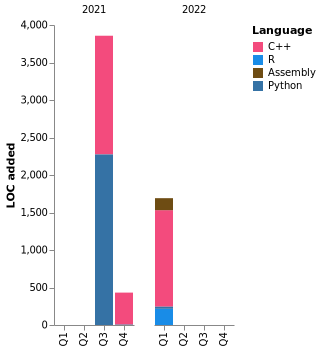 2021 2022
Language
C++
R
Assembly
Python
LOC added
4,000
3,500
3,000
2,500
2,000
1,500
1,000
500
0
Q1 Q2 Q3 Q4 Q1 Q2 Q3 Q4